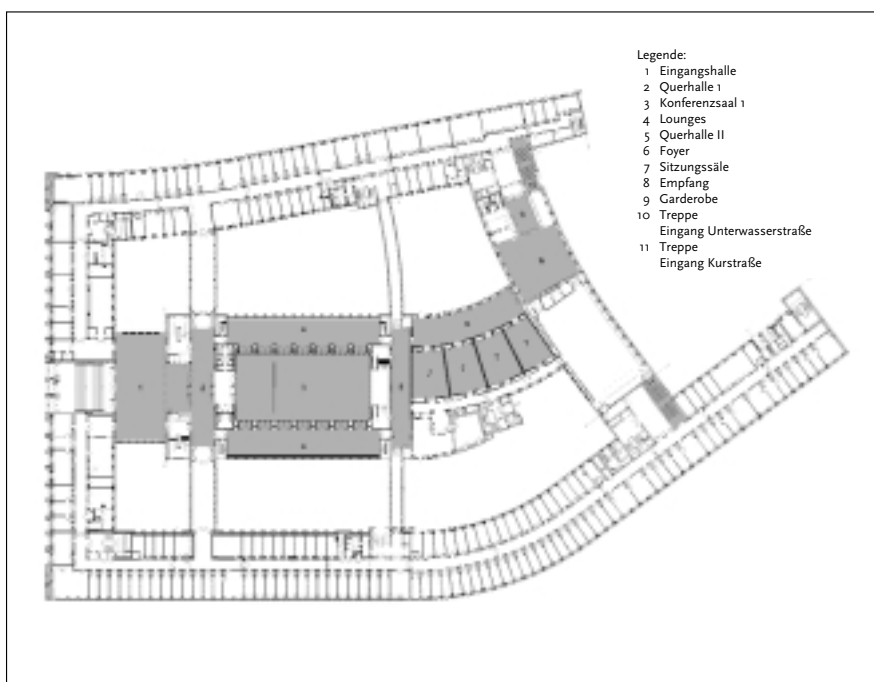 Legende:
1 Eingangshalle
2 Querhalle 1
3 Konferenzsaal 1
4 Lounges
5 Querhalle II
6 Foyer
7 Sitzungssäle
8 Empfang
9 Garderobe
10 Treppe
Eingang Unterwasserstraße
11 Treppe
Eingang Kurstraße